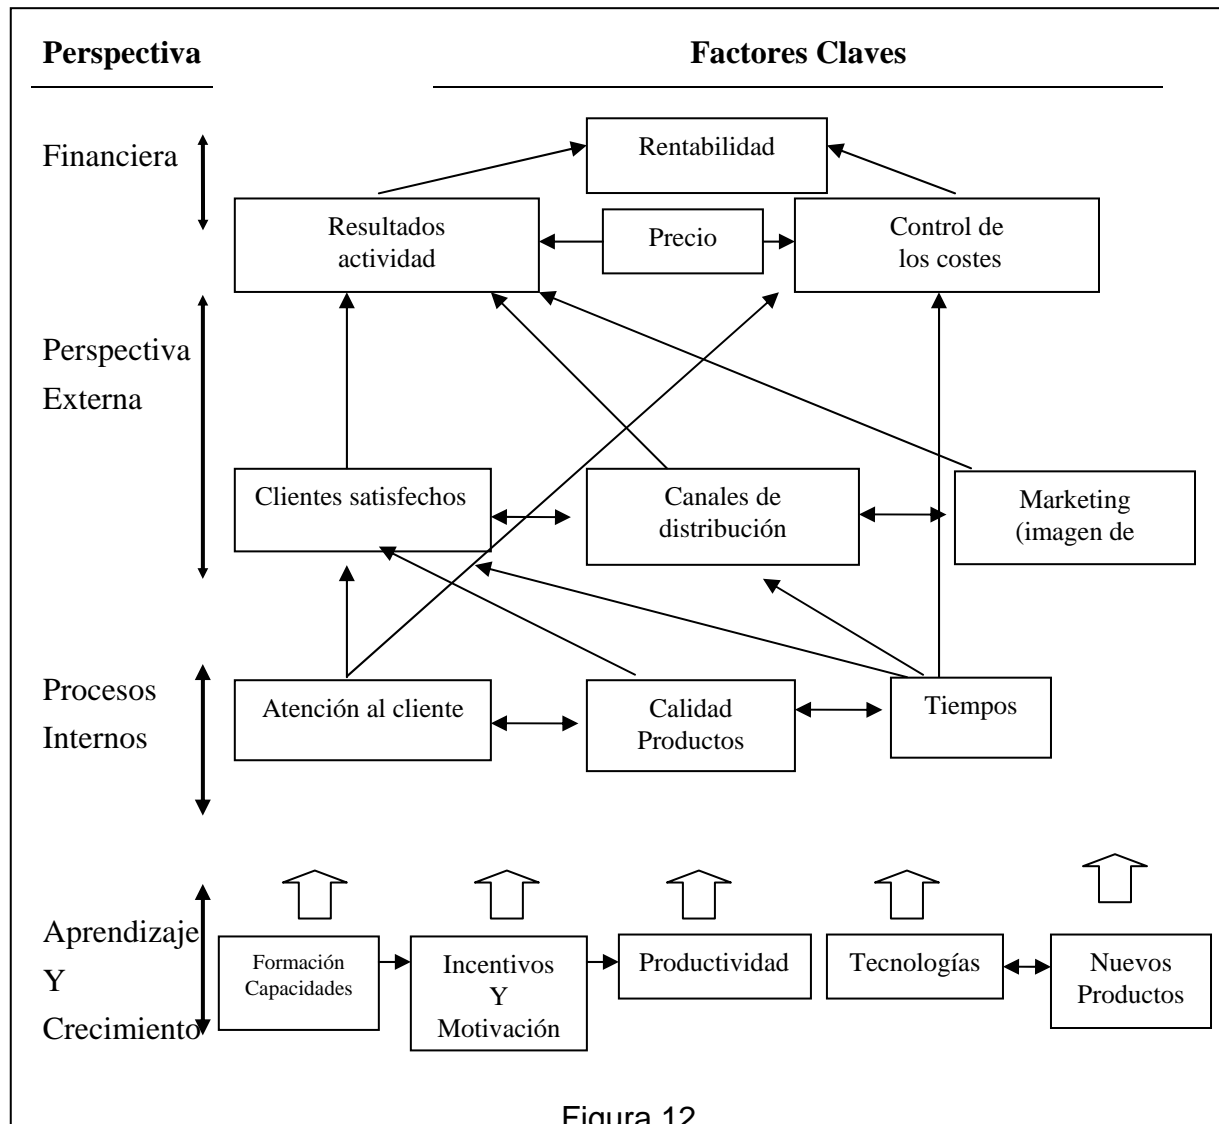 Perspectiva
Factores Claves
Financiera
Rentabilidad
Resultados
actividad
Precio
Control de
los costes
Perspectiva
Externa
Clientes satisfechos
Canales de
distribución
Marketing
(imagen de
Procesos
Internos
Atención al cliente
Calidad
Productos
Tiempos
Aprendizaje
Y
Crecimiento
Formación
Capacidades
Incentivos
Y
Motivación
Productividad
Tecnologías
Nuevos
Productos
Figura 12